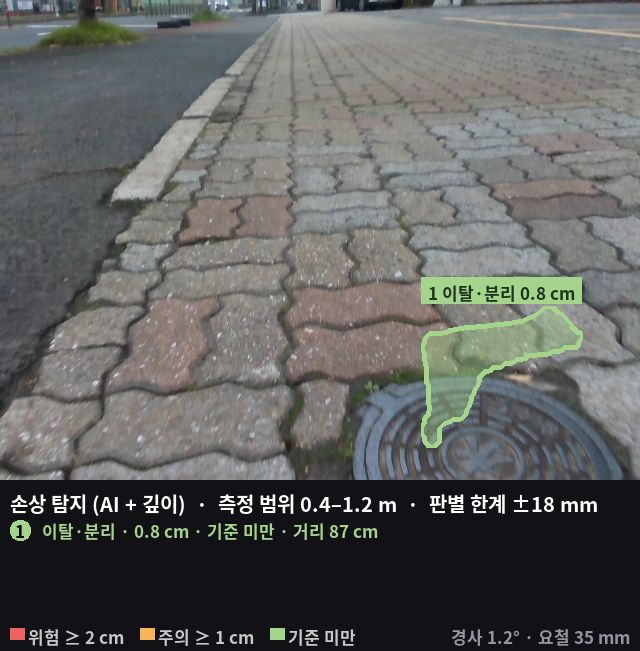 1 이탈·분리 0.8 cm
손상 탐지 (AI + 깊이) · 측정 범위 0.4–1.2 m · 판별 한계 ±18 mm
1 이탈·분리 · 0.8 cm · 기준 미만 · 거리 87 cm
위험 ≥ 2 cm 주의 ≥ 1 cm 기준 미만 경사 1.2° · 요철 35 mm